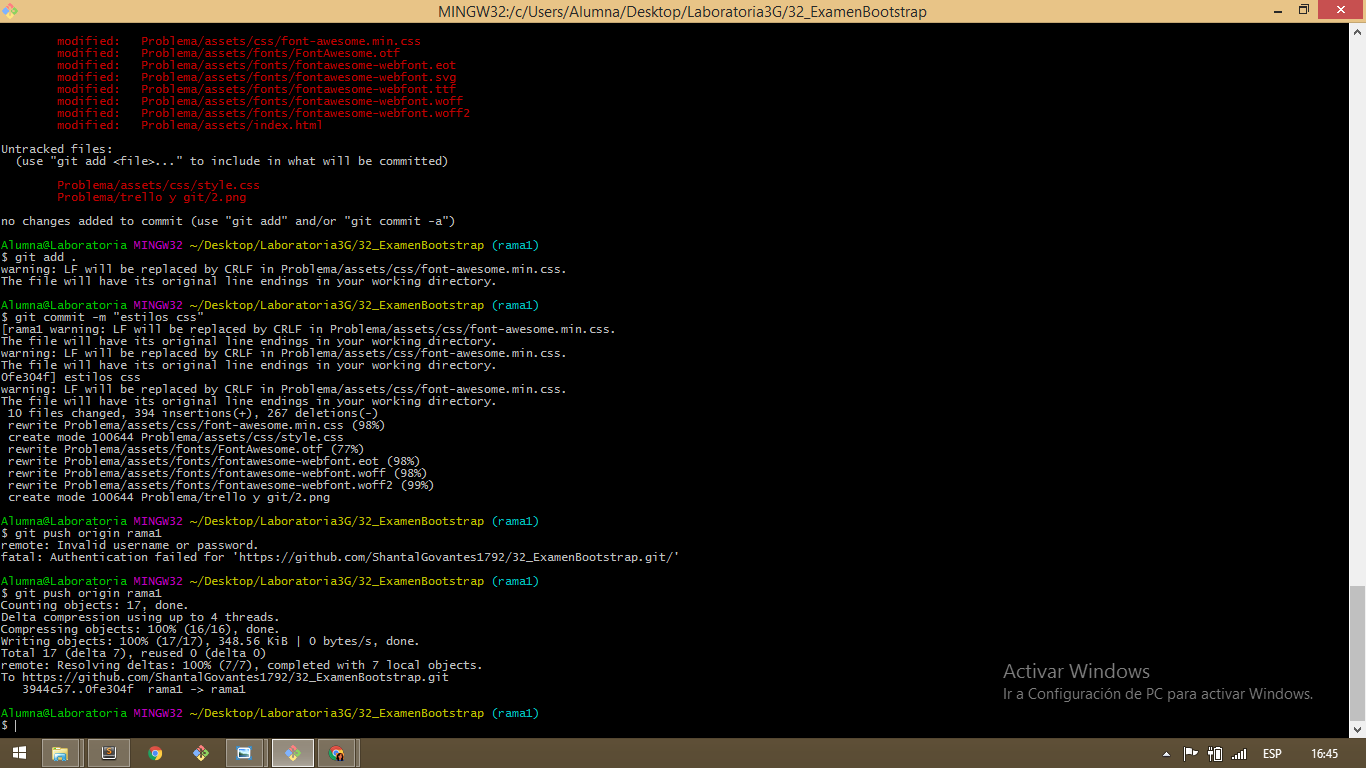 MINGW32:/c/Users/Alumna/Desktop/Laboratoria3G/32_ExamenBootstrap
modified: Problema/assets/css/font-awesome.min.css
modified: Problema/assets/fonts/FontAwesome.otf
modified: Problema/assets/fonts/fontawesome-webfont.eot
modified: Problema/assets/fonts/fontawesome-webfont.svg
modified: Problema/assets/fonts/fontawesome-webfont.ttf
modified: Problema/assets/fonts/fontawesome-webfont.woff
modified: Problema/assets/fonts/fontawesome-webfont.woff2
modified: Problema/assets/index.html
Untracked files:
(use "git add <file>..." to include in what will be committed)
Problema/assets/css/style.css
Problema/trello y git/2.png
no changes added to commit (use "git add" and/or "git commit -a")
Alumna@Laboratoria MINGW32 ~/Desktop/Laboratoria3G/32_ExamenBootstrap (rama1)
$ git add .
warning: LF will be replaced by CRLF in Problema/assets/css/font-awesome.min.css.
The file will have its original line endings in your working directory.
Alumna@Laboratoria MINGW32 ~/Desktop/Laboratoria3G/32_ExamenBootstrap (rama1)
$ git commit -m "estilos css"
[rama1 warning: LF will be replaced by CRLF in Problema/assets/css/font-awesome.min.css.
The file will have its original line endings in your working directory.
warning: LF will be replaced by CRLF in Problema/assets/css/font-awesome.min.css.
The file will have its original line endings in your working directory.
0fe304f] estilos css
warning: LF will be replaced by CRLF in Problema/assets/css/font-awesome.min.css.
The file will have its original line endings in your working directory.
10 files changed, 394 insertions(+), 267 deletions(-)
rewrite Problema/assets/css/font-awesome.min.css (98%)
create mode 100644 Problema/assets/css/style.css
rewrite Problema/assets/fonts/FontAwesome.otf (77%)
rewrite Problema/assets/fonts/fontawesome-webfont.eot (98%)
rewrite Problema/assets/fonts/fontawesome-webfont.woff (98%)
rewrite Problema/assets/fonts/fontawesome-webfont.woff2 (99%)
create mode 100644 Problema/trello y git/2.png
Alumna@Laboratoria MINGW32 ~/Desktop/Laboratoria3G/32_ExamenBootstrap (rama1)
$ git push origin rama1
remote: Invalid username or password.
fatal: Authentication failed for 'https://github.com/ShantalGovantes1792/32_ExamenBootstrap.git/'
Alumna@Laboratoria MINGW32 ~/Desktop/Laboratoria3G/32_ExamenBootstrap (rama1)
$ git push origin rama1
Counting objects: 17, done.
Delta compression using up to 4 threads.
Compressing objects: 100% (16/16), done.
Writing objects: 100% (17/17), 348.56 KiB | 0 bytes/s, done.
Total 17 (delta 7), reused 0 (delta 0)
remote: Resolving deltas: 100% (7/7), completed with 7 local objects.
To https://github.com/ShantalGovantes1792/32_ExamenBootstrap.git
3944c57..0fe304f rama1 -> rama1
Alumna@Laboratoria MINGW32 ~/Desktop/Laboratoria3G/32_ExamenBootstrap (rama1)
$
Activar Windows
Ir a Configuración de PC para activar Windows.
ESP
16:45